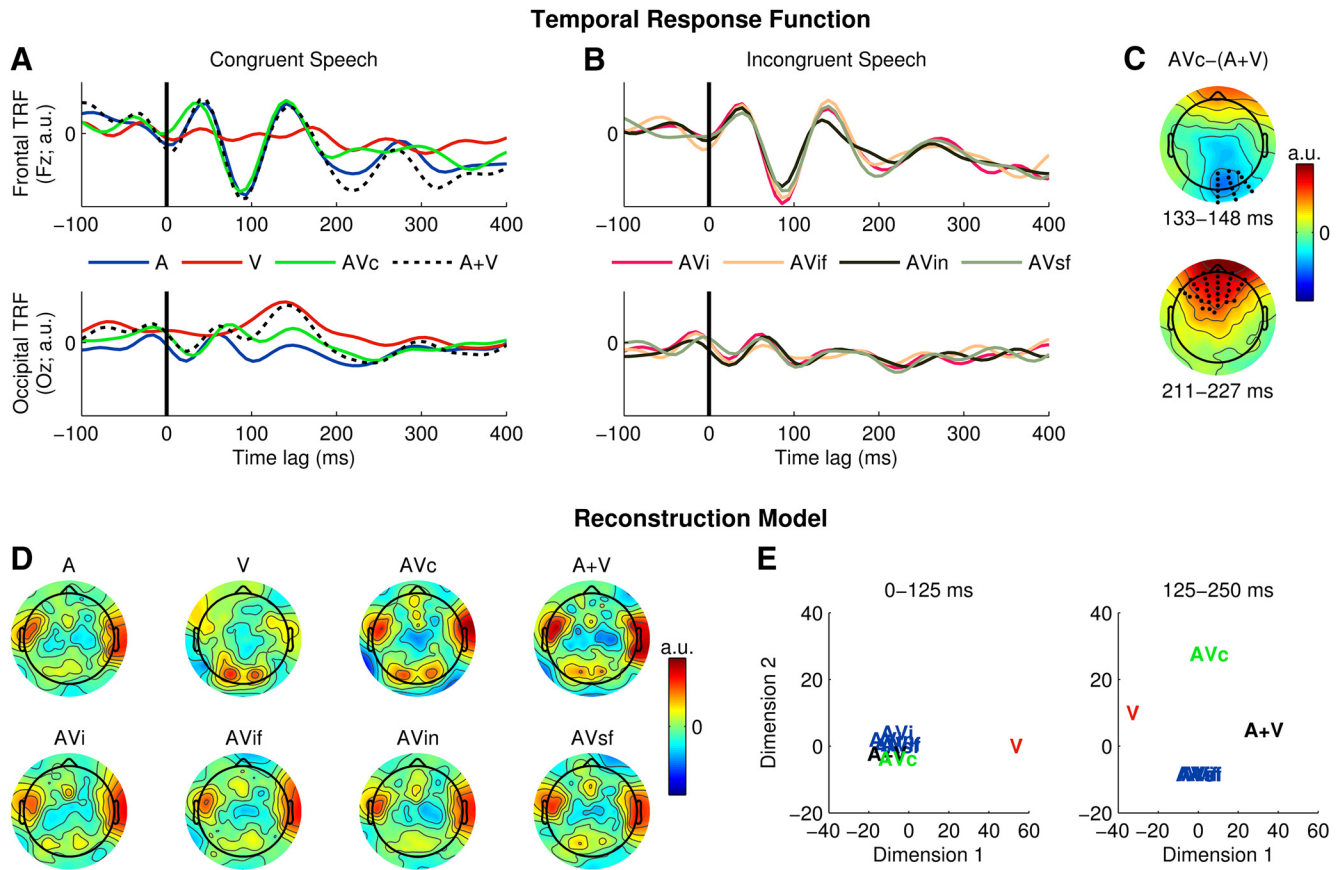 Temporal Response Function
A
Congruent Speech
Frontal TRF
(Fz; a.u.)
0
−100 0 100 200 300 400
A V AVc A+V
Occipital TRF
(Oz; a.u.)
0
−100 0 100 200 300 400
Time lag (ms)
B
Incongruent Speech
0
−100 0 100 200 300 400
AVi AVif AVin AVsf
0
−100 0 100 200 300 400
Time lag (ms)
C
AVc−(A+V)
133−148 ms
211−227 ms
a.u.
0
Reconstruction Model
D
A V AVc A+V
AVi AVif AVin AVsf
a.u.
0
E
0−125 ms
Dimension 2
40
20
0
−20
AVi
A+V
AVc
V
−40 −20 0 20 40 60
Dimension 1
125−250 ms
40
20
0
−20
AVc
V
A+V
−40 −20 0 20 40 60
Dimension 1